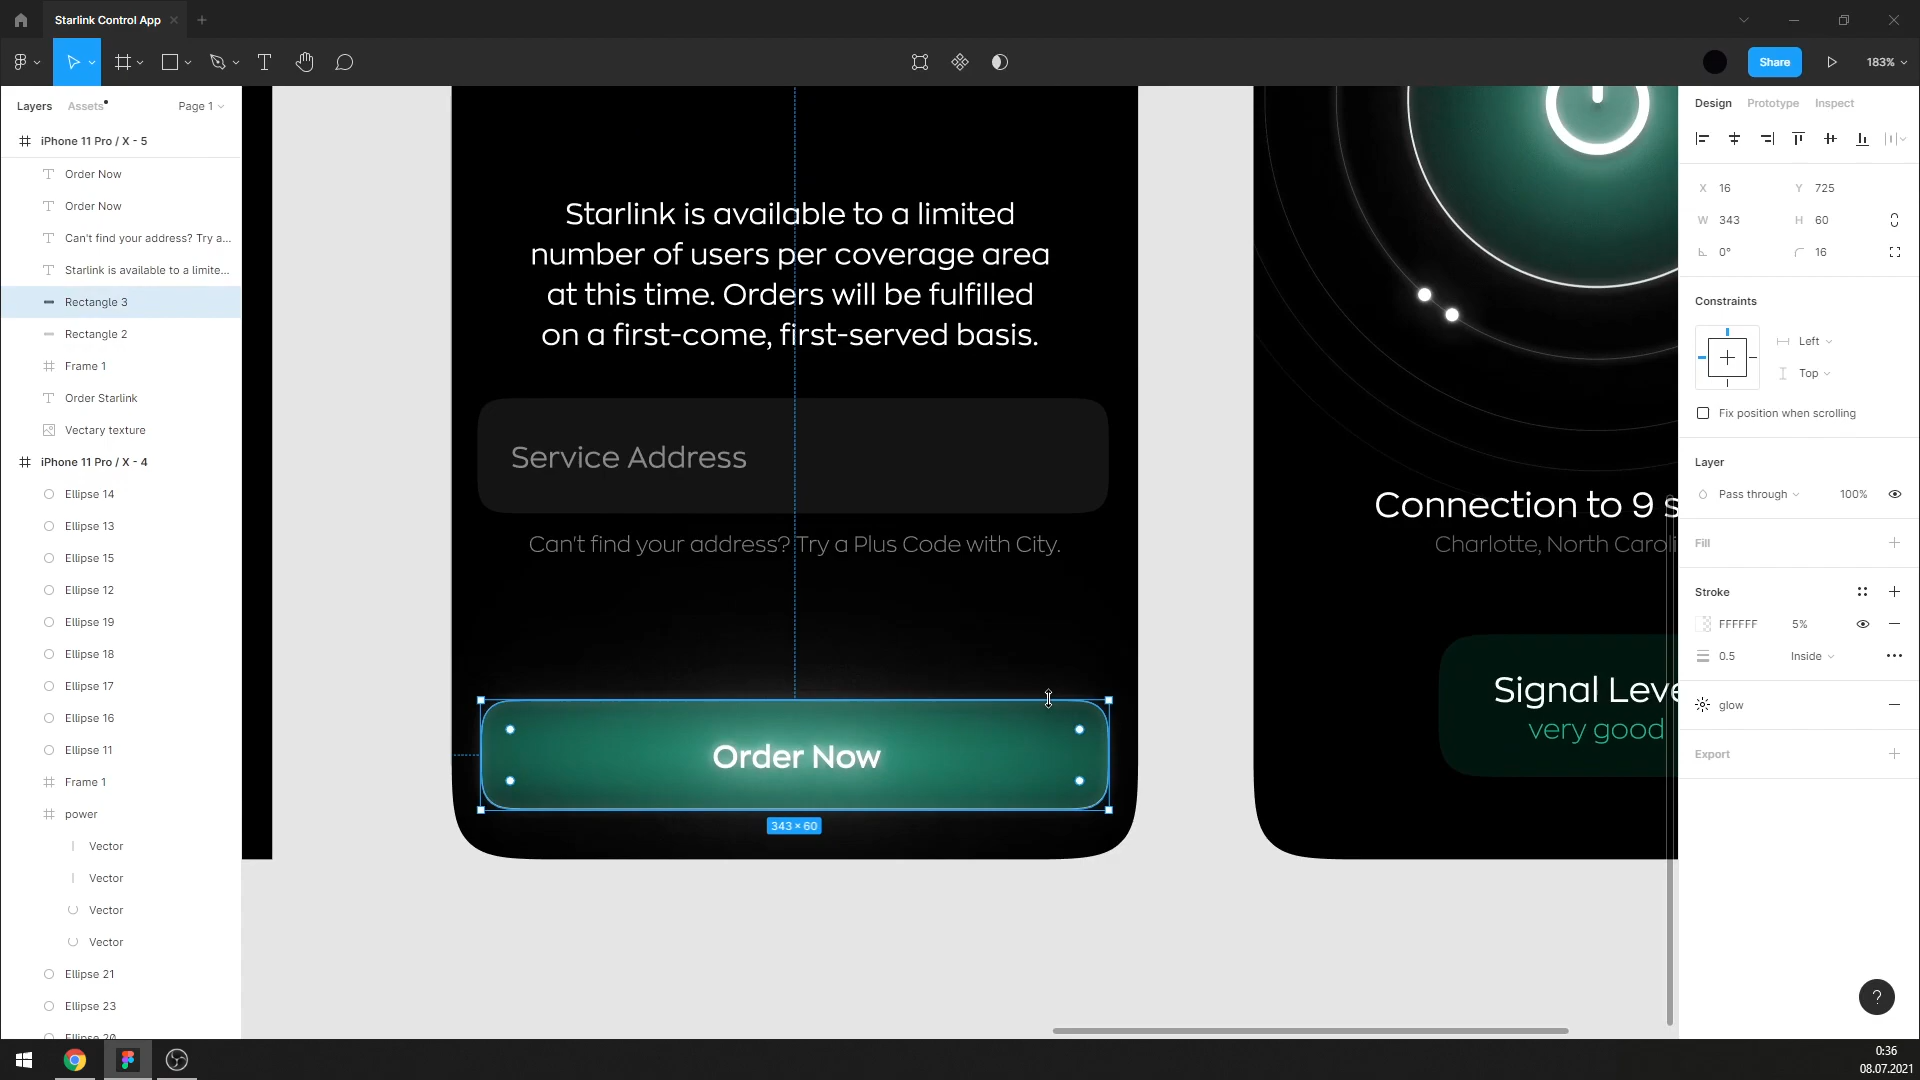 Starlink Control App
Share
183%
Layers
Assets
Page 1
iPhone 11 Pro / X - 5
Order Now
Order Now
Can't find your address? Try a...
Starlink is available to a limite...
Rectangle 3
Rectangle 2
Frame 1
Order Starlink
Vectary texture
iPhone 11 Pro / X - 4
Ellipse 14
Ellipse 13
Ellipse 15
Ellipse 12
Ellipse 19
Ellipse 18
Ellipse 17
Ellipse 16
Ellipse 11
Frame 1
power
Vector
Vector
Vector
Vector
Ellipse 21
Ellipse 23
Ellipse 20
Starlink is available to a limited
number of users per coverage area
at this time. Orders will be fulfilled
on a first-come, first-served basis.
Service Address
Can't find your address? Try a Plus Code with City.
Order Now
343 × 60
Connection to 9 s
Charlotte, North Caroli
Signal Leve
very good
Design
Prototype
Inspect
X 16
Y 725
W 343
H 60
0°
16
Constraints
Left
Top
Fix position when scrolling
Layer
Pass through
100%
Fill
Stroke
FFFFFF
5%
0.5
Inside
glow
Export
?
0:36
08.07.2021